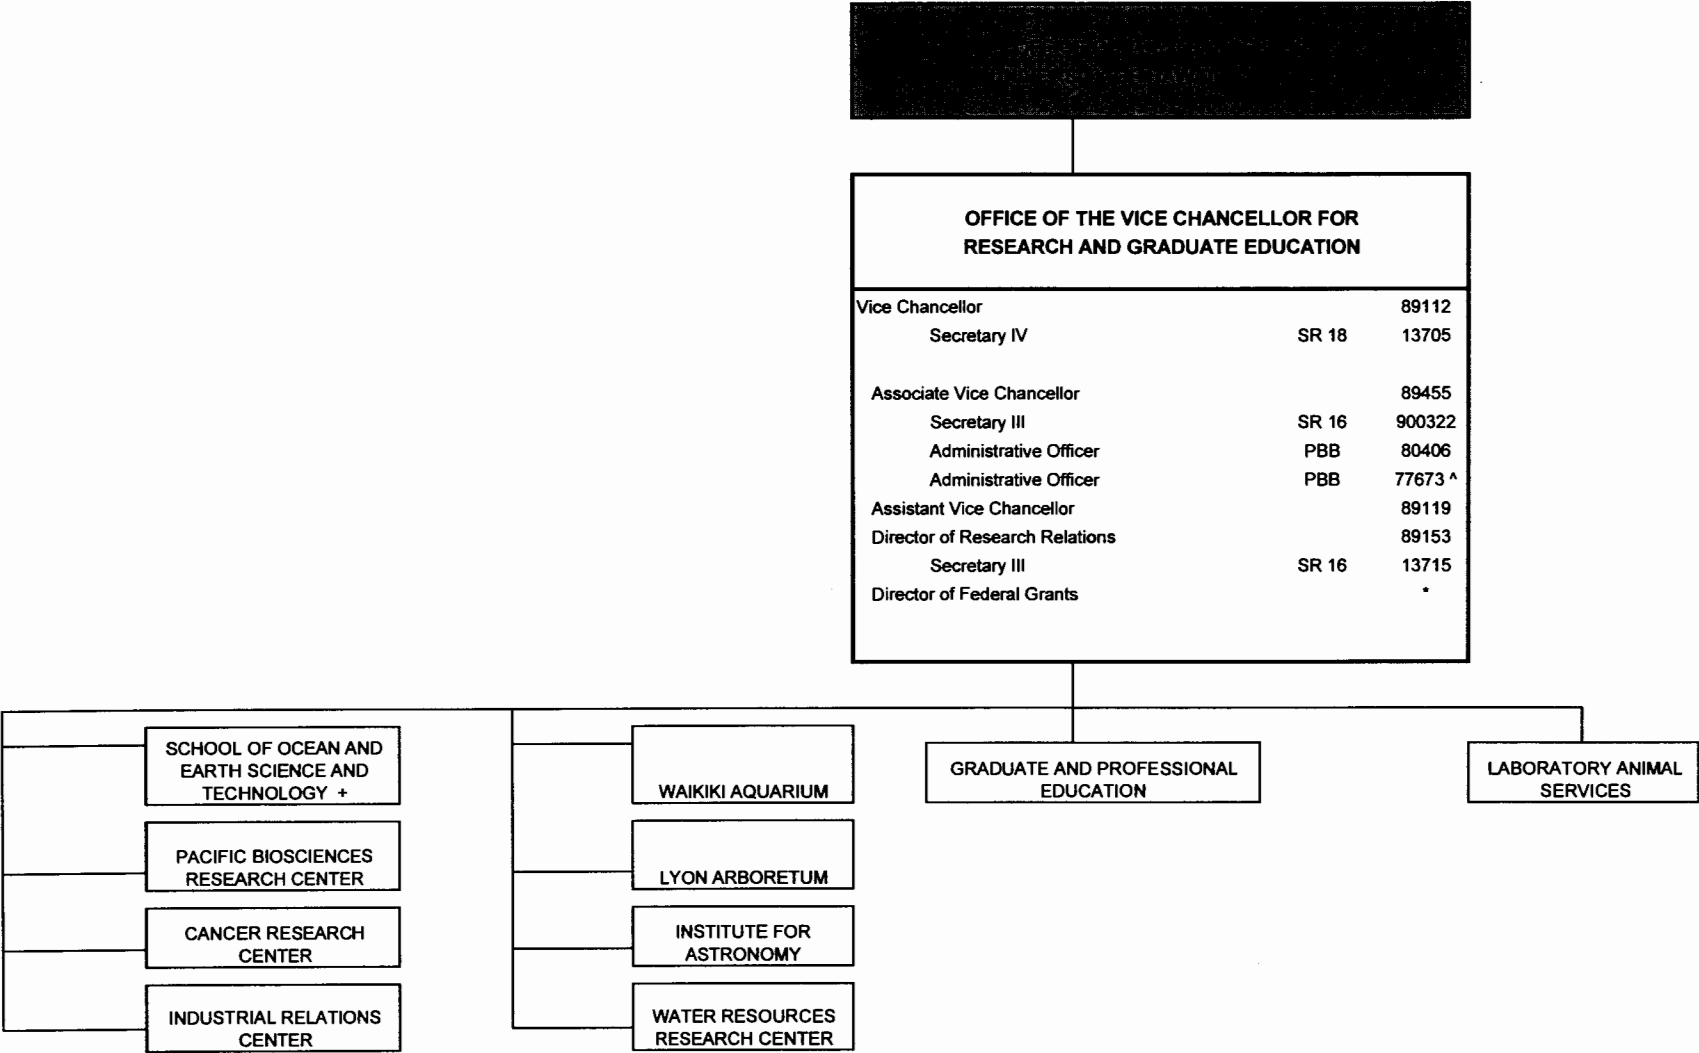 OFFICE OF THE VICE CHANCELLOR FOR
RESEARCH AND GRADUATE EDUCATION
Vice Chancellor 89112
Secretary IV SR 18 13705
Associate Vice Chancellor 89455
Secretary III SR 16 900322
Administrative Officer PBB 80406
Administrative Officer PBB 77673 ^
Assistant Vice Chancellor 89119
Director of Research Relations 89153
Secretary III SR 16 13715
Director of Federal Grants *
SCHOOL OF OCEAN AND
EARTH SCIENCE AND
TECHNOLOGY +
PACIFIC BIOSCIENCES
RESEARCH CENTER
CANCER RESEARCH
CENTER
INDUSTRIAL RELATIONS
CENTER
WAIKIKI AQUARIUM
LYON ARBORETUM
INSTITUTE FOR
ASTRONOMY
WATER RESOURCES
RESEARCH CENTER
GRADUATE AND PROFESSIONAL
EDUCATION
LABORATORY ANIMAL
SERVICES